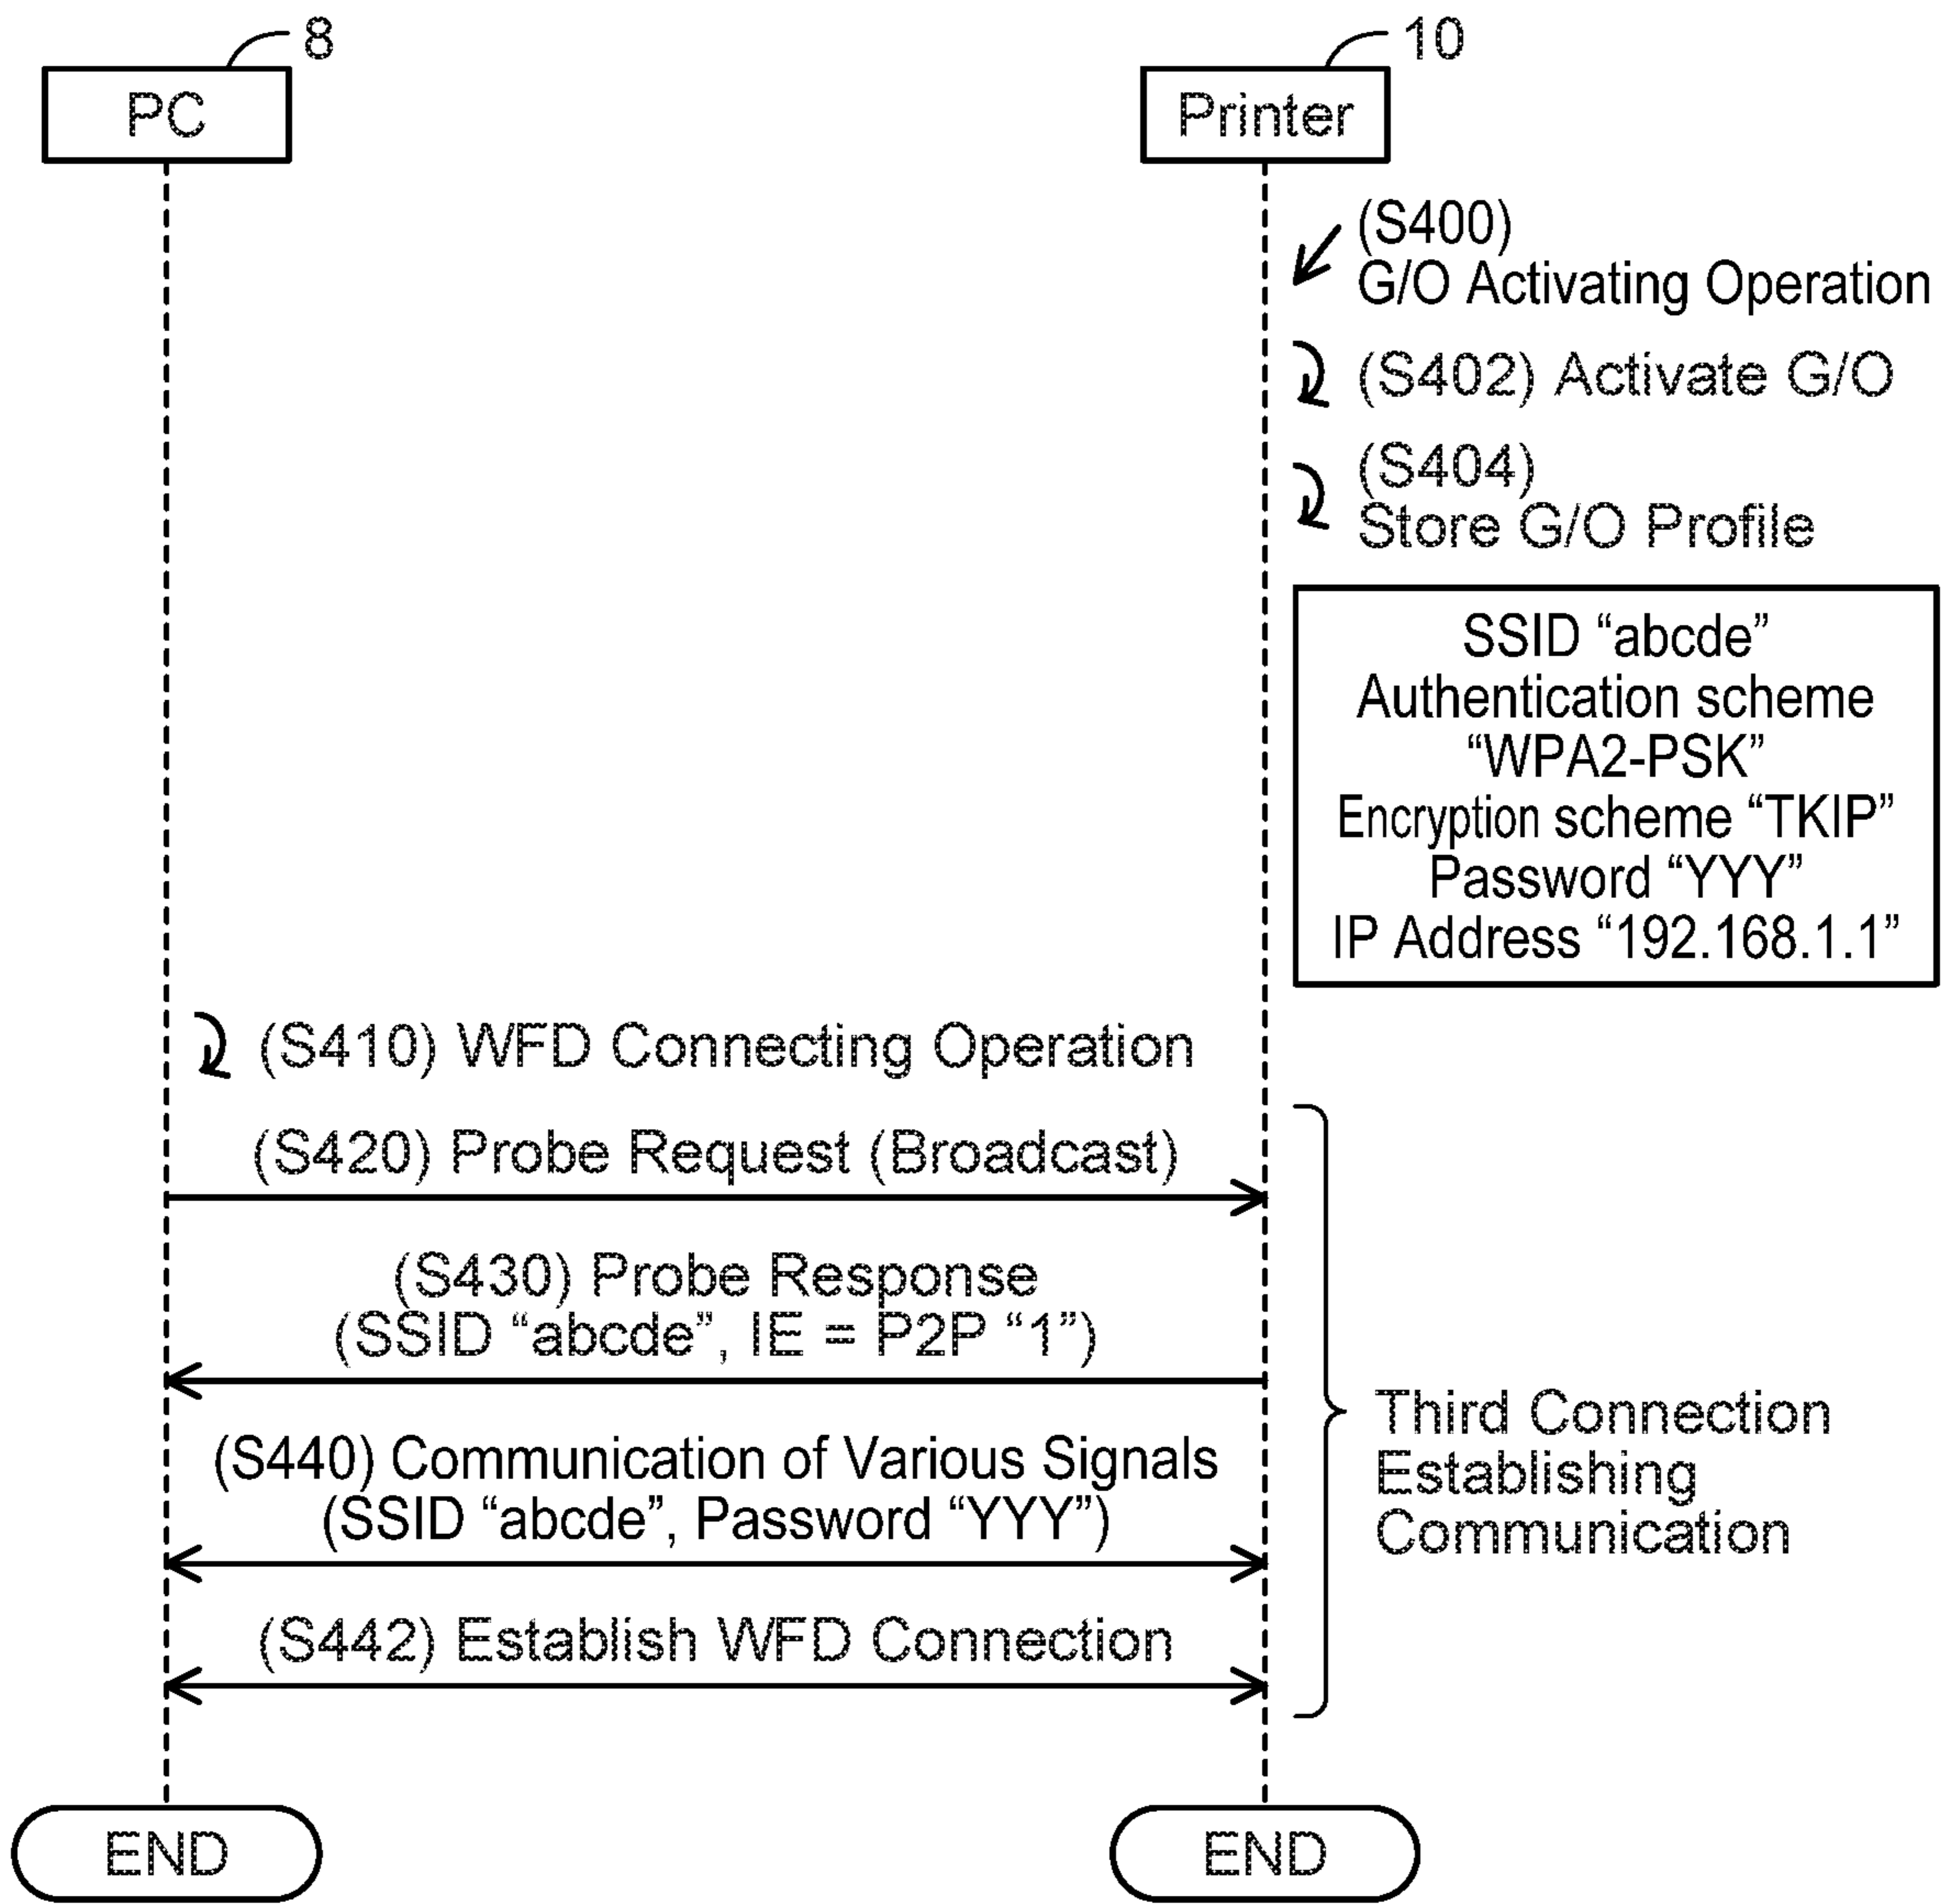 8
PC
10
Printer
(S400)
G/O Activating Operation
(S402) Activate G/O
(S404)
Store G/O Profile
SSID “abcde”
Authentication scheme
“WPA2-PSK”
Encryption scheme “TKIP”
Password “YYY”
IP Address “192.168.1.1”
(S410) WFD Connecting Operation
(S420) Probe Request (Broadcast)
(S430) Probe Response
(SSID “abcde”, IE = P2P “1”)
(S440) Communication of Various Signals
(SSID “abcde”, Password “YYY”)
(S442) Establish WFD Connection
Third Connection
Establishing
Communication
END
END